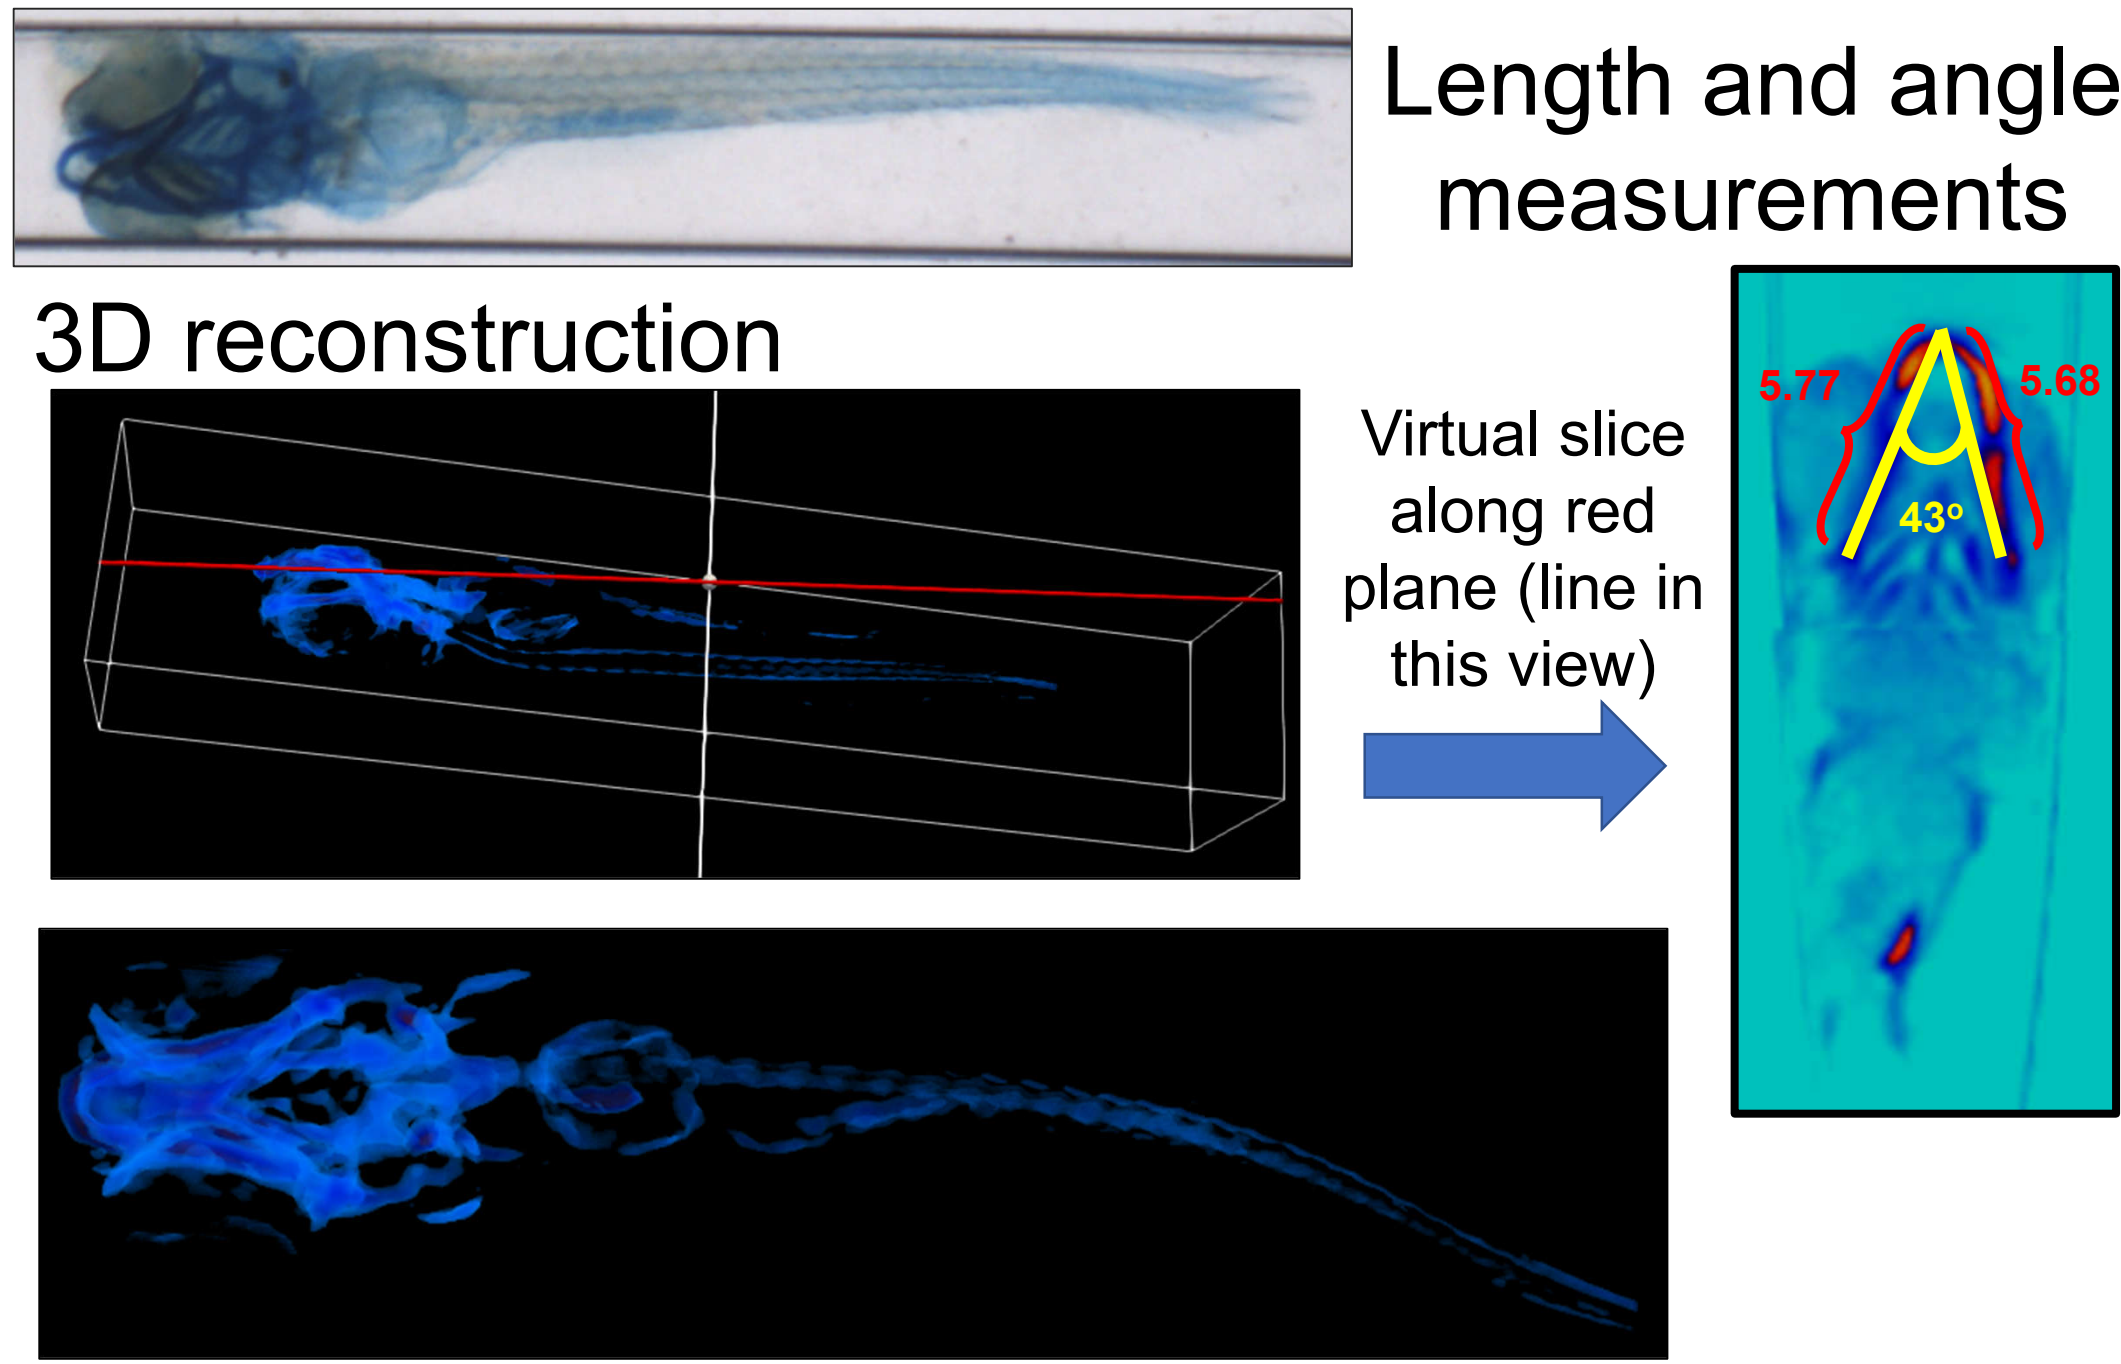 Length and angle
measurements
3D reconstruction
Virtual slice
along red
plane (line in
this view)
5.77
5.68
43°